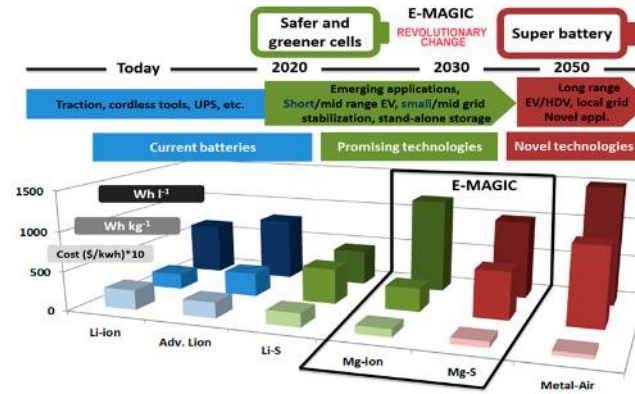 Safer and
greener cells
E-MAGIC
REVOLUTIONARY
CHANGE
Super battery
Today
2020
2030
2050
Traction, cordless tools, UPS, etc.
Emerging applications,
Short/mid range EV, small/mid grid
stabilization, stand-alone storage
Long range
EV/HDV, local grid
Novel appl.
Current batteries
Promising technologies
Novel technologies
E-MAGIC
1500
1000
500
0
Wh l⁻¹
Wh kg⁻¹
Cost ($/kwh)*10
Li-ion
Adv. Lion
Li-S
Mg-ion
Mg-S
Metal-Air